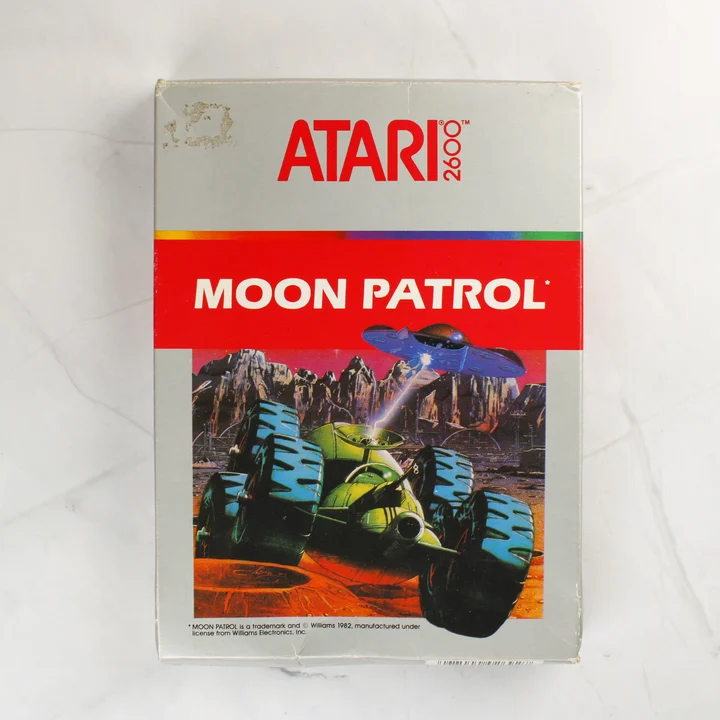 ATARI® 2600™
MOON PATROL*
* MOON PATROL is a trademark and © Williams 1982, manufactured under
license from Williams Electronics, Inc.